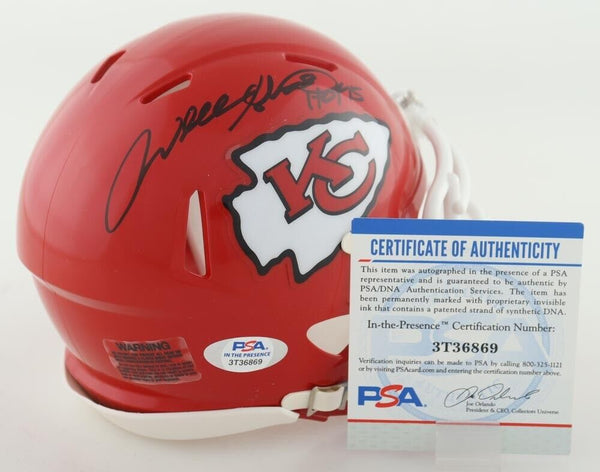 KC
WARNING
PSA
IN THE PRESENCE
3T36869
CERTIFICATE OF AUTHENTICITY
This item was autographed in the presence of a PSA
representative and is guaranteed to be authentic by
PSA/DNA Authentication Services. The item has
been permanently marked with proprietary invisible
ink that contains a patented strand of synthetic DNA.
In-the-Presence™ Certification Number:
3T36869
Verification inquiries can be made to PSA by calling 800-325-1121
or by visiting PSAcard.com and entering the certification number above.
PSA
Joe Orlando
President & CEO, Collectors Universe